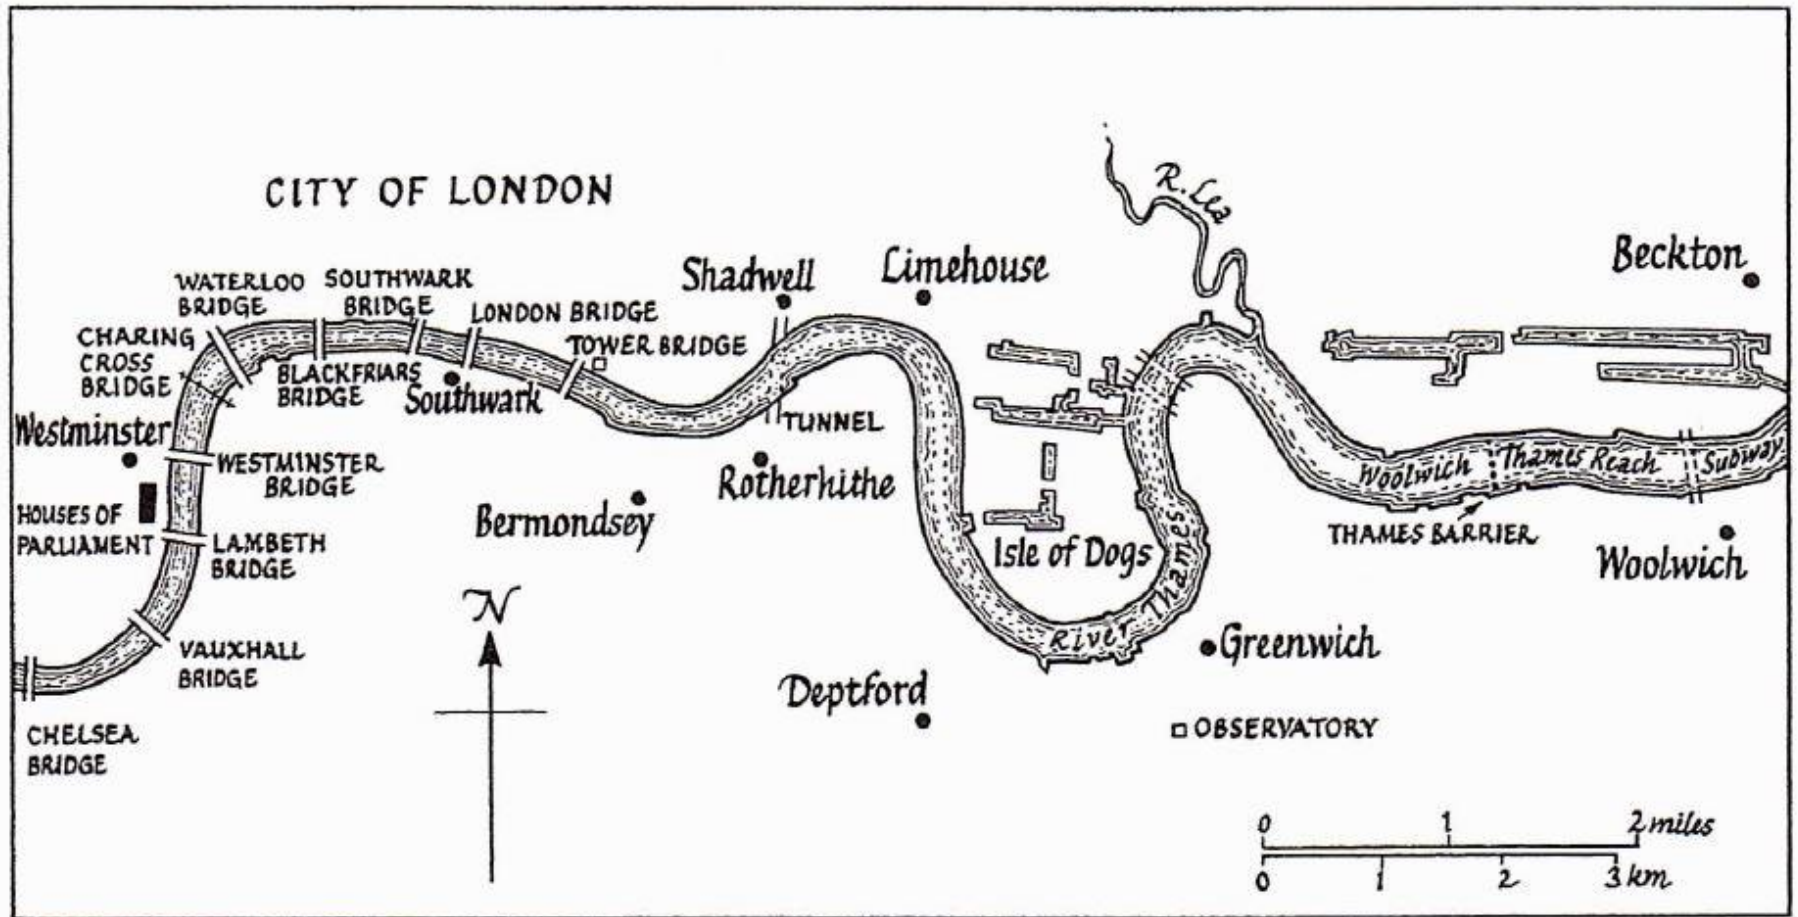 CITY OF LONDON
R. Lea
Beckton
Shadwell
Limehouse
WATERLOO
BRIDGE
SOUTHWARK
BRIDGE
LONDON BRIDGE
TOWER BRIDGE
CHARING
CROSS
BRIDGE
BLACKFRIARS
BRIDGE
Southwark
TUNNEL
Westminster
WESTMINSTER
BRIDGE
Rotherhithe
Woolwich
Thames Reach
Subway
HOUSES OF
PARLIAMENT
Bermondsey
THAMES BARRIER
LAMBETH
BRIDGE
Isle of Dogs
Woolwich
N
River Thames
VAUXHALL
BRIDGE
Greenwich
Deptford
OBSERVATORY
CHELSEA
BRIDGE
0 1 2 miles
0 1 2 3 km